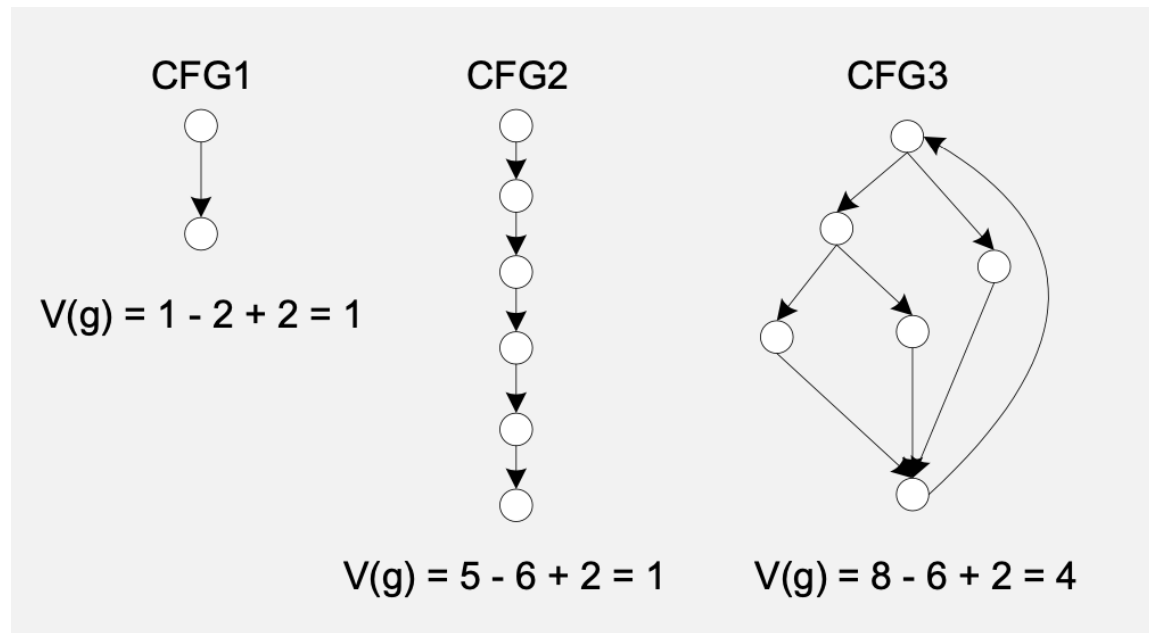 CFG1
CFG2
CFG3
V(g) = 1 - 2 + 2 = 1
V(g) = 5 - 6 + 2 = 1
V(g) = 8 - 6 + 2 = 4